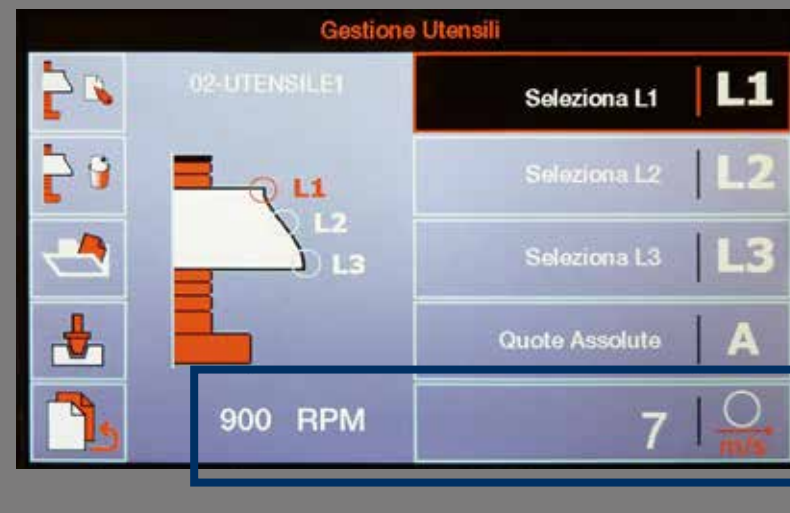 Gestione Utensili
02-UTENSILE1
Seleziona L1
L1
Seleziona L2
L2
Seleziona L3
L3
Quote Assolute
A
L1
L2
L3
900 RPM
7
m/s